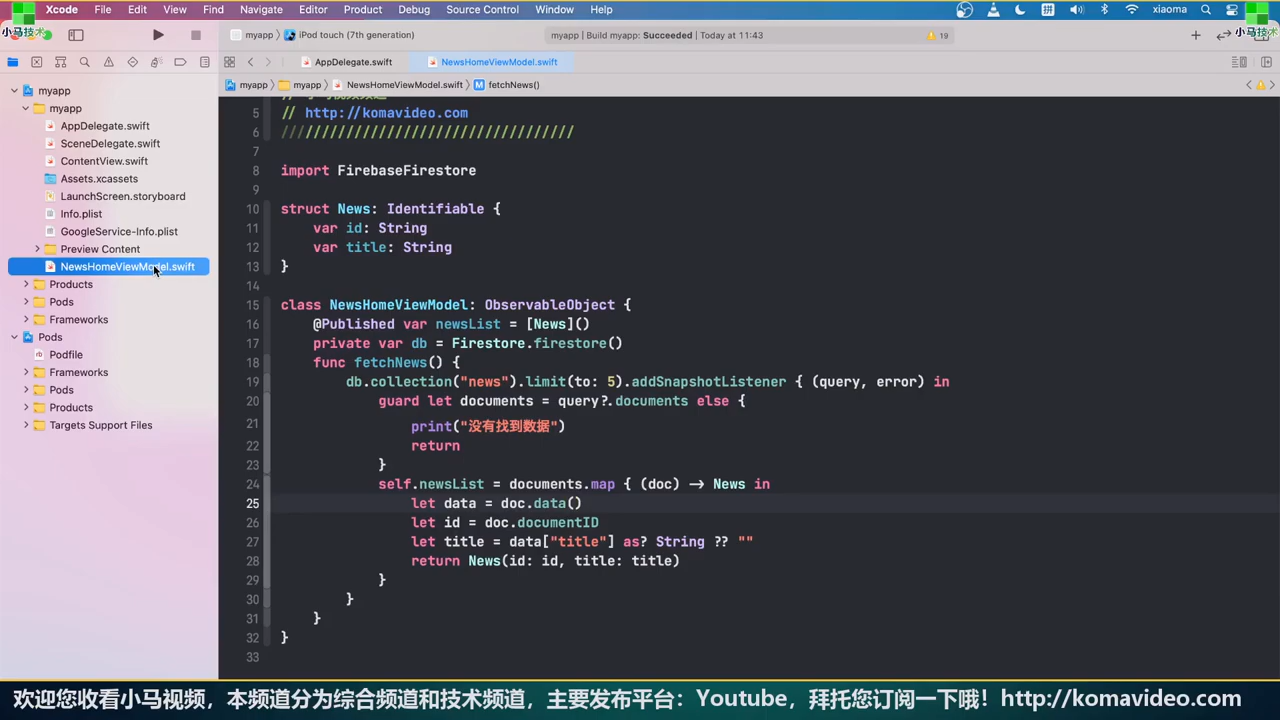 Xcode File Edit View Find Navigate Editor Product Debug Source Control Window Help 拼 xiaoma
小马技术
小马技术
myapp iPod touch (7th generation) myapp | Build myapp: Succeeded | Today at 11:43 19
AppDelegate.swift NewsHomeViewModel.swift
myapp myapp NewsHomeViewModel.swift M fetchNews()
myapp
myapp
AppDelegate.swift
SceneDelegate.swift
ContentView.swift
Assets.xcassets
LaunchScreen.storyboard
Info.plist
GoogleService-Info.plist
Preview Content
NewsHomeViewModel.swift
Products
Pods
Frameworks
Pods
Podfile
Frameworks
Pods
Products
Targets Support Files
5 // http://komavideo.com
6 ///////////////////////////////////
7
8 import FirebaseFirestore
9
10 struct News: Identifiable {
11 var id: String
12 var title: String
13 }
14
15 class NewsHomeViewModel: ObservableObject {
16 @Published var newsList = [News]()
17 private var db = Firestore.firestore()
18 func fetchNews() {
19 db.collection("news").limit(to: 5).addSnapshotListener { (query, error) in
20 guard let documents = query?.documents else {
21 print("没有找到数据")
22 return
23 }
24 self.newsList = documents.map { (doc) -> News in
25 let data = doc.data()
26 let id = doc.documentID
27 let title = data["title"] as? String ?? ""
28 return News(id: id, title: title)
29 }
30 }
31 }
32 }
33
欢迎您收看小马视频，本频道分为综合频道和技术频道，主要发布平台：Youtube，拜托您订阅一下哦！http://komavideo.com